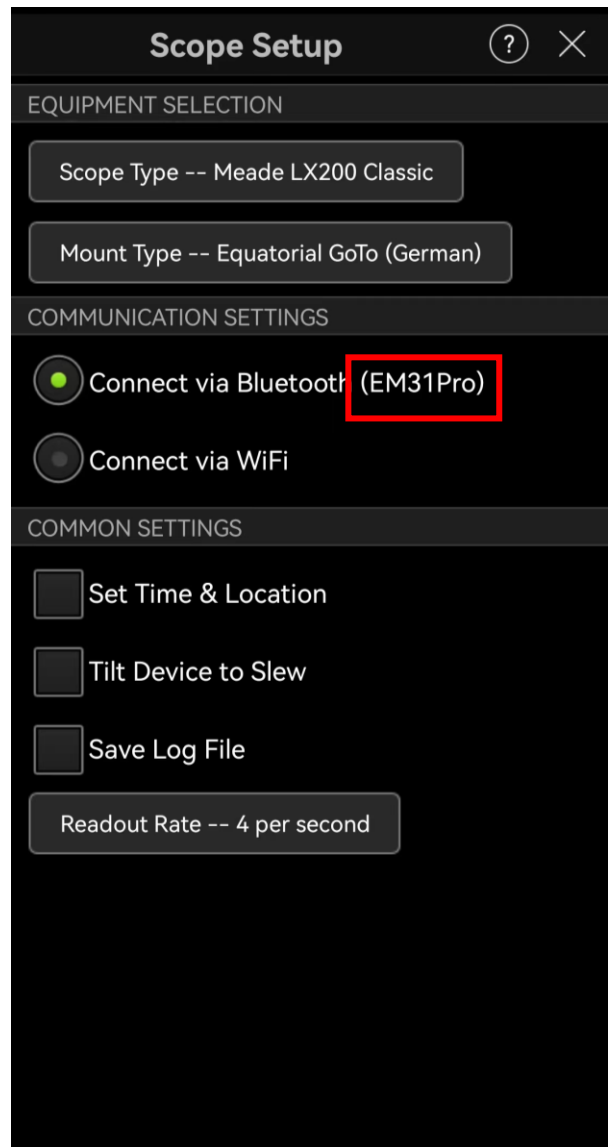 Scope Setup ?
EQUIPMENT SELECTION
Scope Type -- Meade LX200 Classic
Mount Type -- Equatorial GoTo (German)
COMMUNICATION SETTINGS
Connect via Bluetooth (EM31Pro)
Connect via WiFi
COMMON SETTINGS
Set Time & Location
Tilt Device to Slew
Save Log File
Readout Rate -- 4 per second